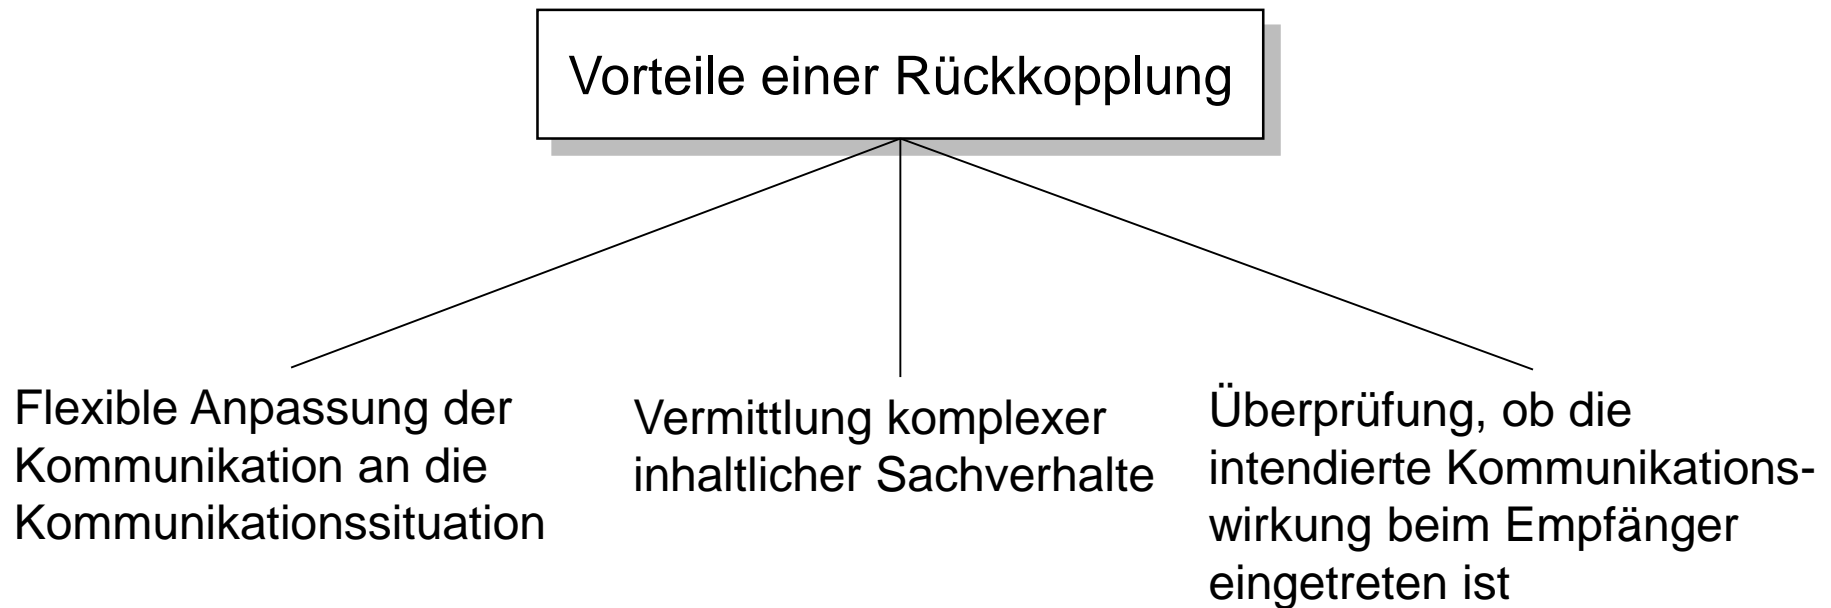 Vorteile einer Rückkopplung
Flexible Anpassung der
Kommunikation an die
Kommunikationssituation
Vermittlung komplexer
inhaltlicher Sachverhalte
Überprüfung, ob die
intendierte Kommunikations-
wirkung beim Empfänger
eingetreten ist